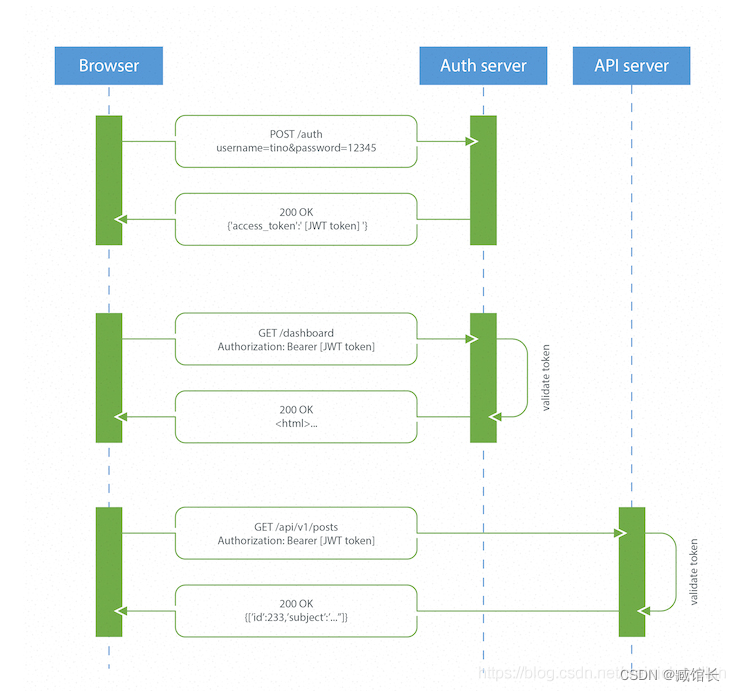 Browser
Auth server
API server
POST /auth
username=tino&password=12345
200 OK
{'access_token':' [JWT token] '}
GET /dashboard
Authorization: Bearer [JWT token]
validate token
200 OK
<html>...
GET /api/v1/posts
Authorization: Bearer [JWT token]
validate token
200 OK
{['id':233,'subject':'...'']}
https://blog.csdn.net/
CSDN @臧馆长